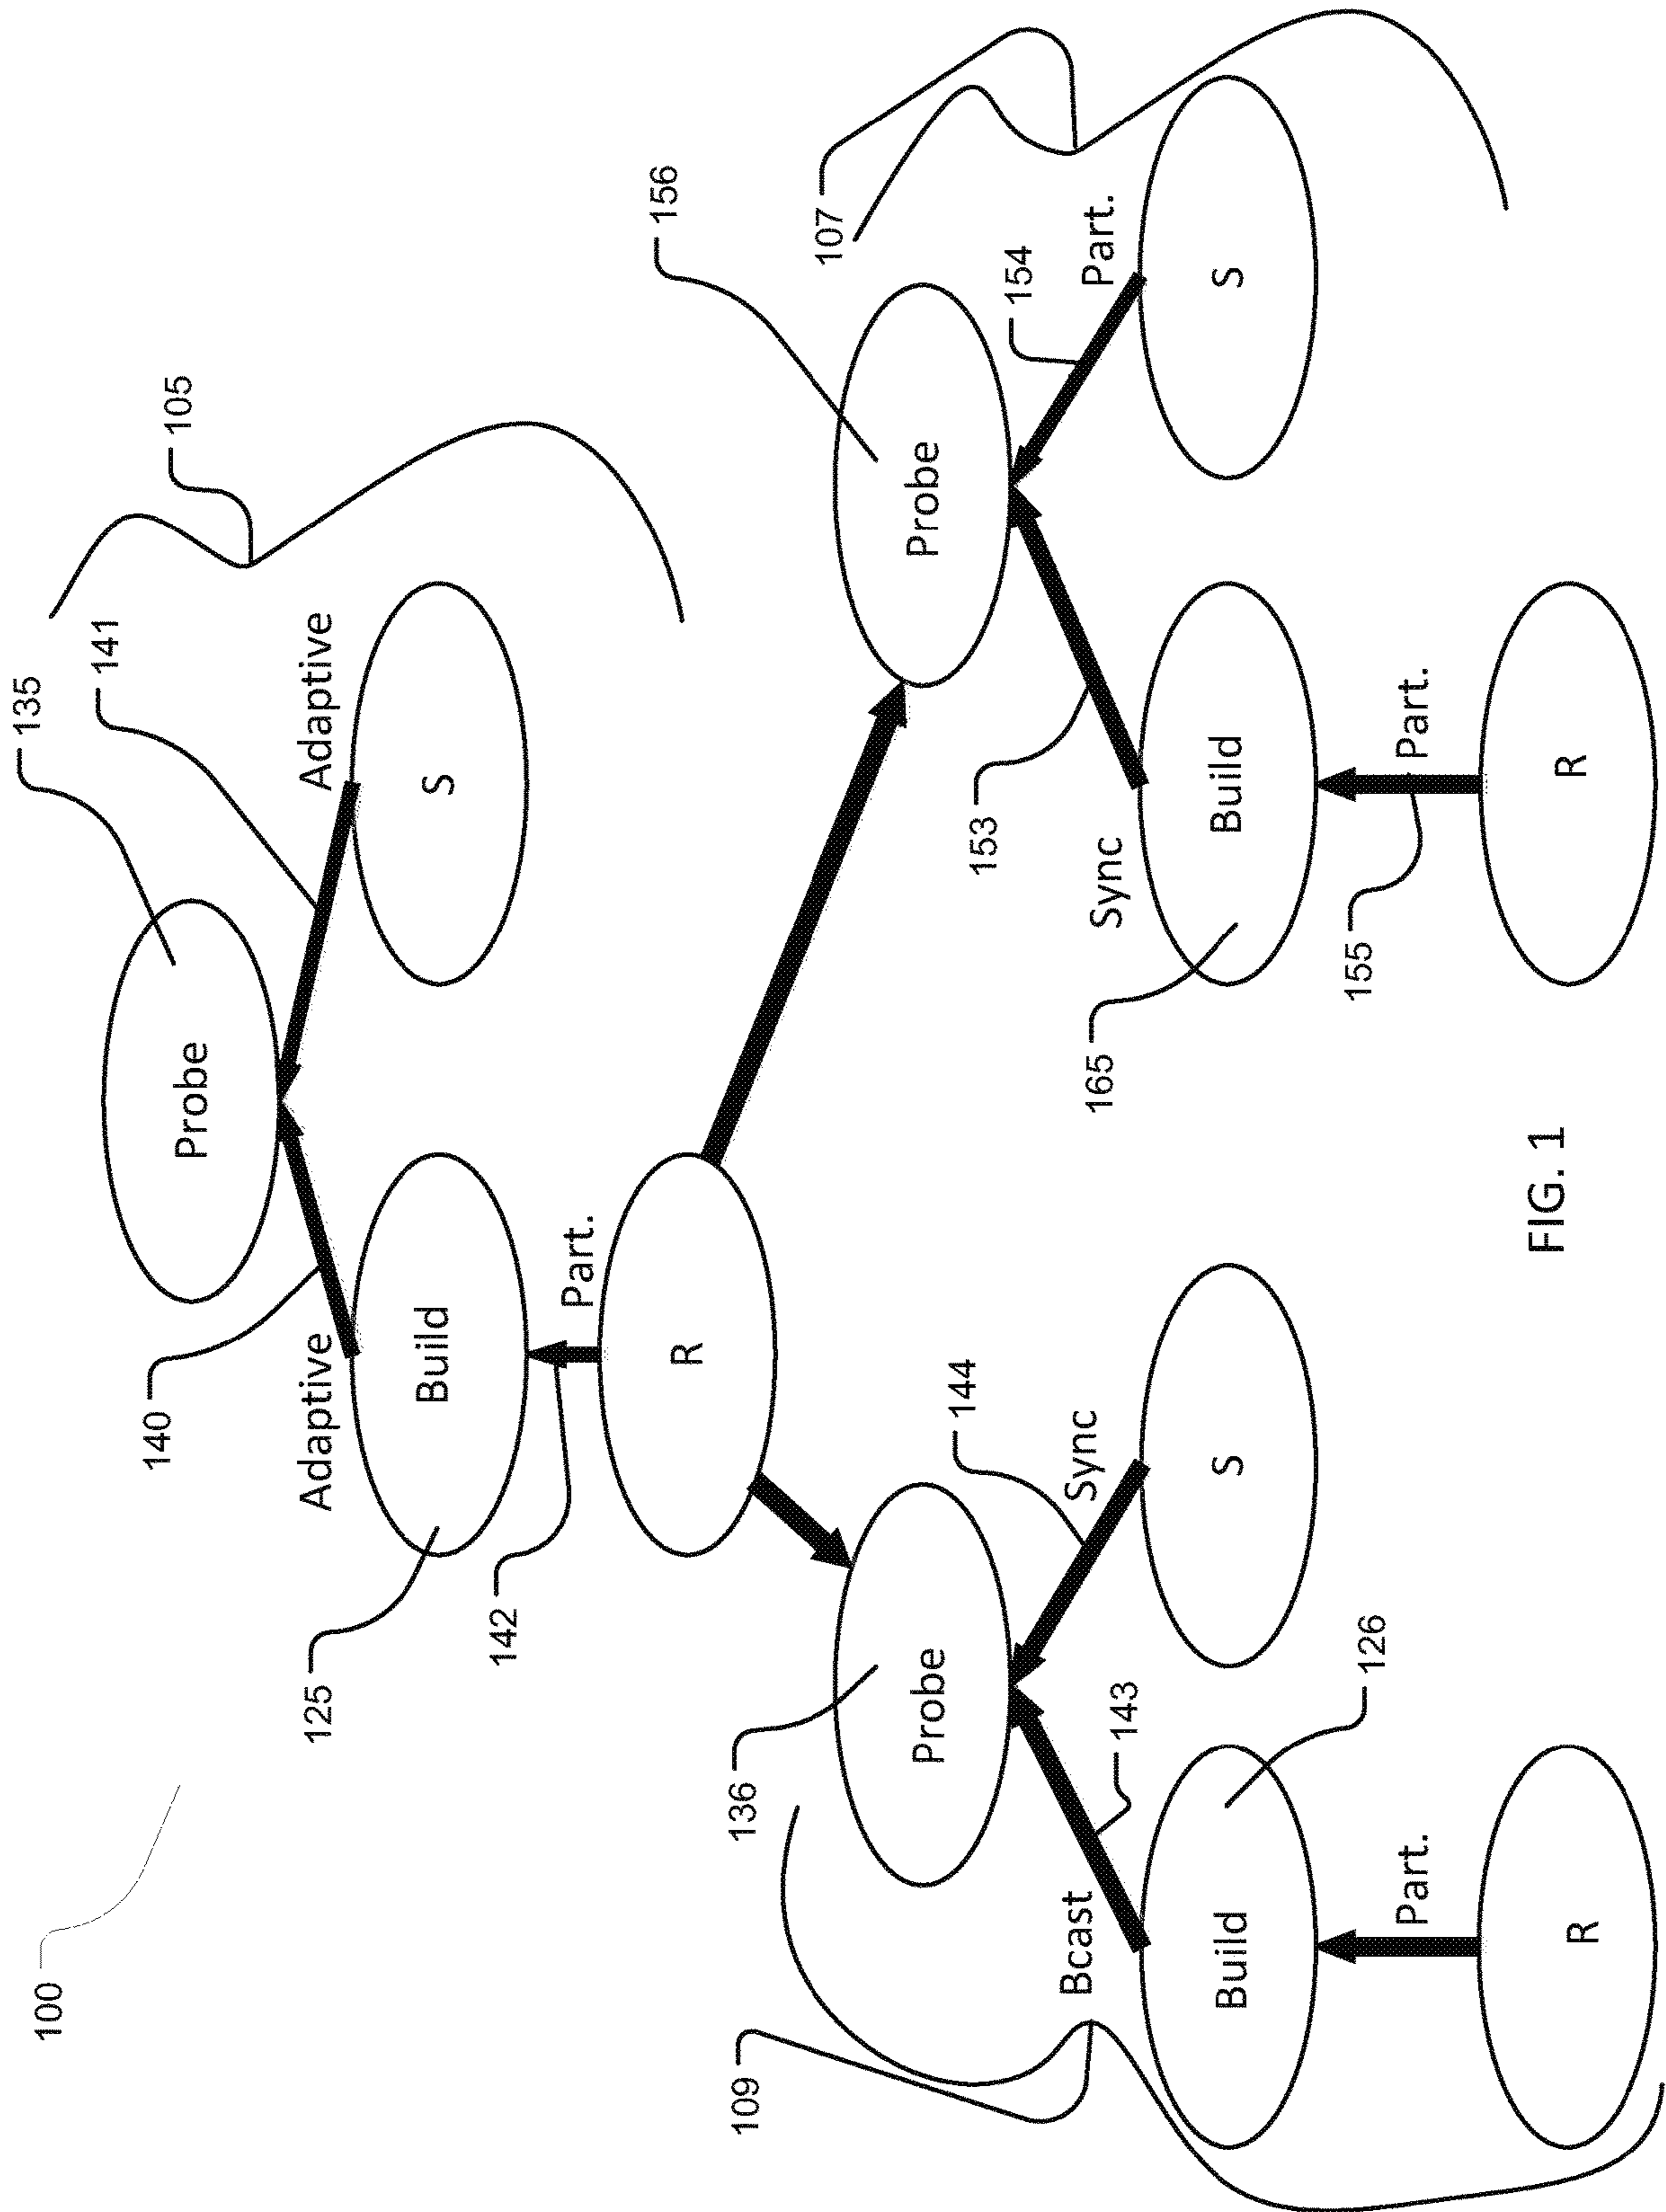 100
135
105
141
Probe
Adaptive
140
Adaptive
S
125
Build
142
Part.
R
156
107
136
Probe
144
Sync
Probe
154
Part.
109
Bcast
143
S
153
Sync
S
Build
126
165
Build
Part.
155
Part.
R
R
FIG. 1